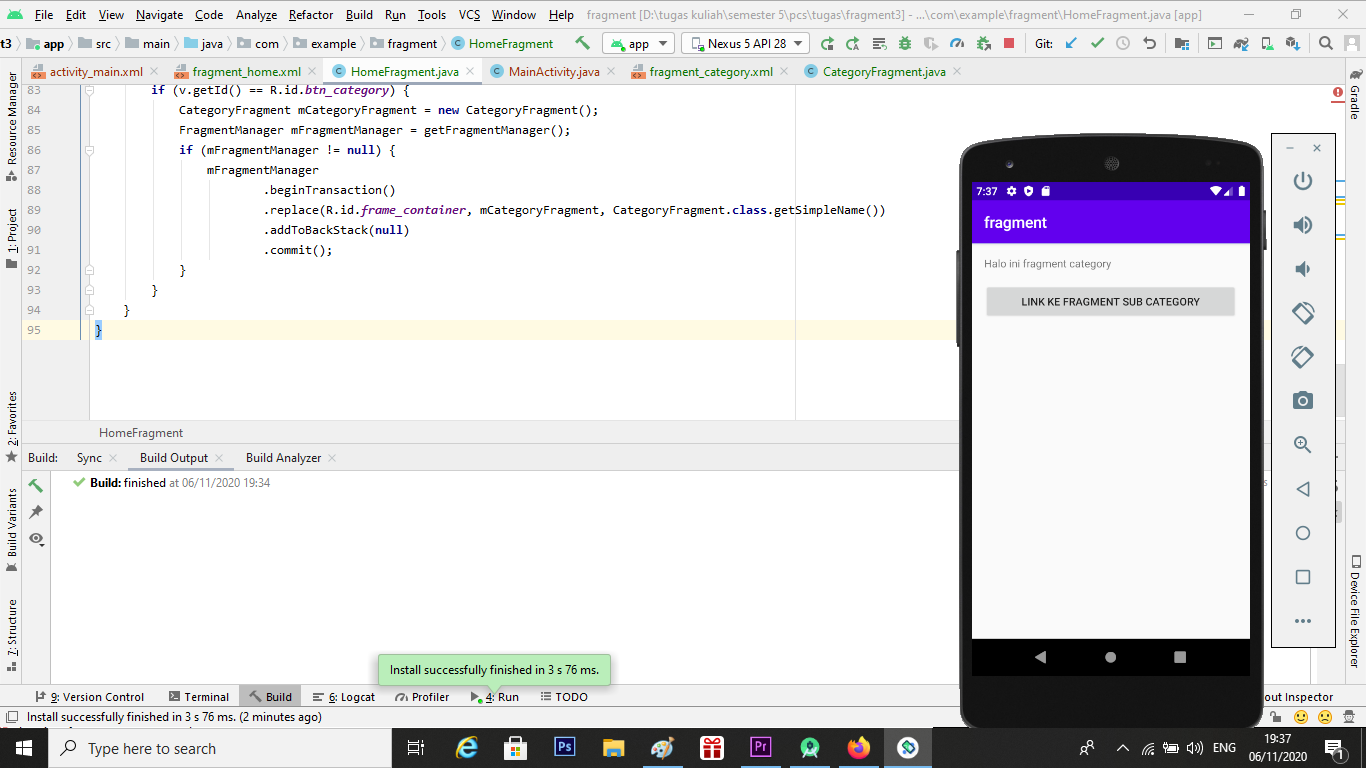 File Edit View Navigate Code Analyze Refactor Build Run Tools VCS Window Help fragment [D:\tugas kuliah\semester 5\pcs\tugas\fragment3] - ...\com\example\fragment\HomeFragment.java [app]
t3 app src main java com example fragment HomeFragment app Nexus 5 API 28 Git:
activity_main.xml fragment_home.xml HomeFragment.java MainActivity.java fragment_category.xml CategoryFragment.java
83 if (v.getId() == R.id.btn_category) {
84 CategoryFragment mCategoryFragment = new CategoryFragment();
85 FragmentManager mFragmentManager = getFragmentManager();
86 if (mFragmentManager != null) {
87 mFragmentManager
88 .beginTransaction()
89 .replace(R.id.frame_container, mCategoryFragment, CategoryFragment.class.getSimpleName())
90 .addToBackStack(null)
91 .commit();
92 }
93 }
94 }
95 }
HomeFragment
Build: Sync Build Output Build Analyzer
Build: finished at 06/11/2020 19:34
Resource Manager
1: Project
2: Favorites
Build Variants
7: Structure
Gradle
Device File Explorer
7:37
fragment
Halo ini fragment category
LINK KE FRAGMENT SUB CATEGORY
Install successfully finished in 3 s 76 ms.
9: Version Control Terminal Build 6: Logcat Profiler 4: Run TODO out Inspector
Install successfully finished in 3 s 76 ms. (2 minutes ago)
Type here to search Ps Pr ENG 19:37
06/11/2020 1